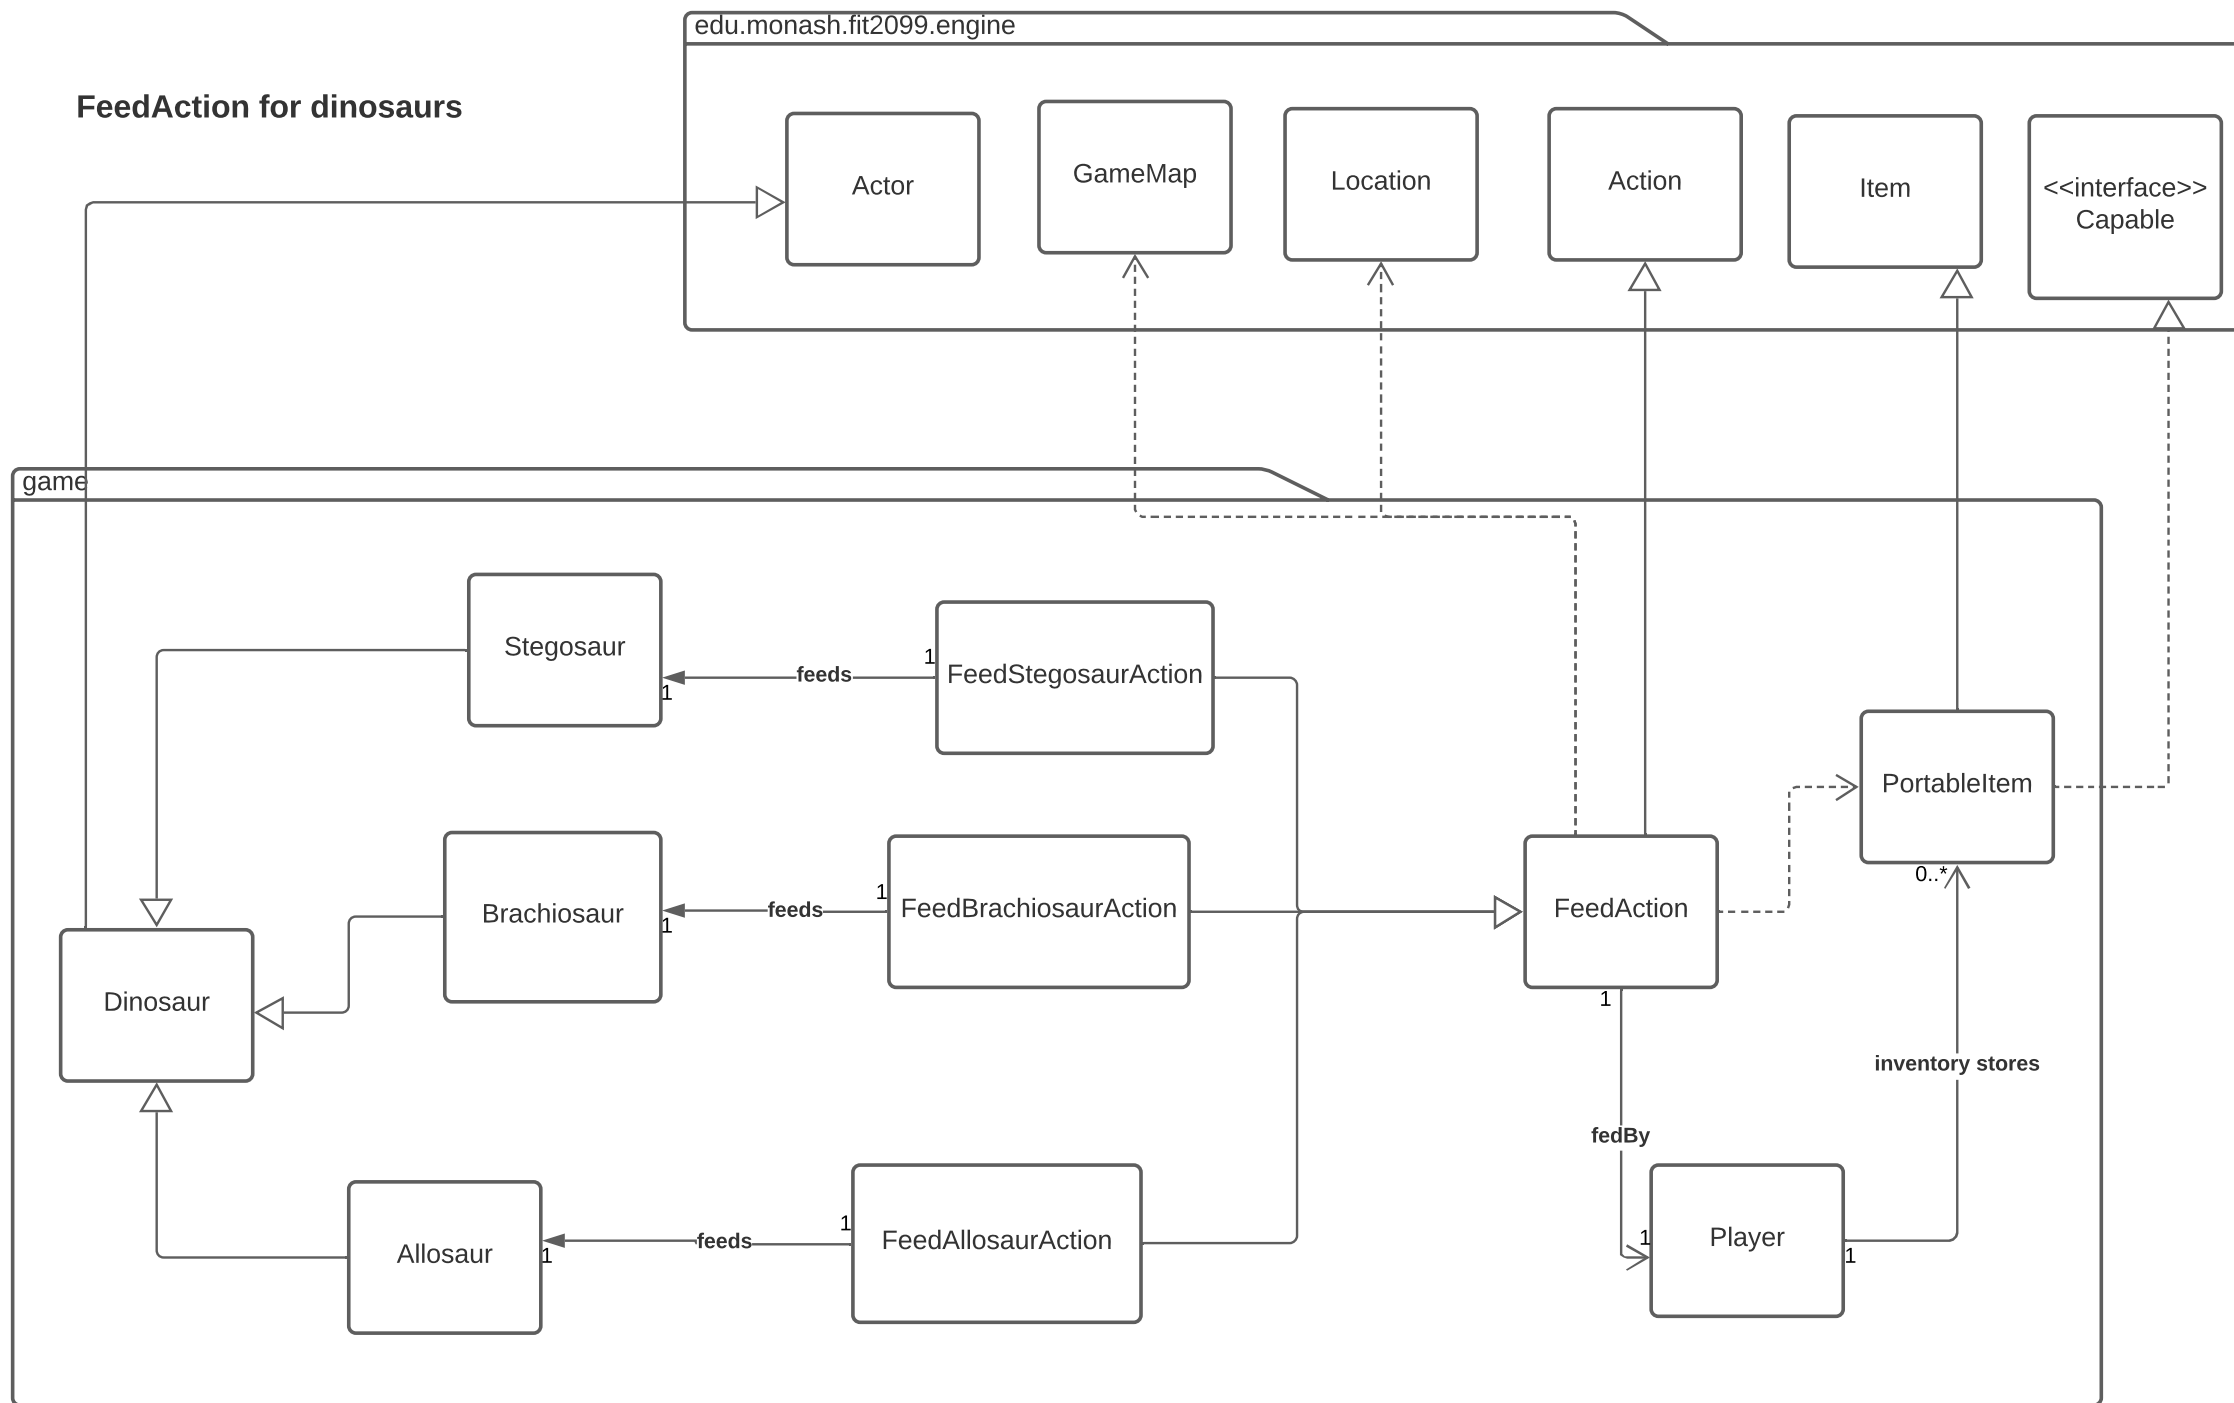 edu.monash.fit2099.engine
FeedAction for dinosaurs
Actor
GameMap
Location
Action
Item
<<interface>>
Capable
game
Stegosaur
1
feeds
1
FeedStegosaurAction
PortableItem
0..*
Brachiosaur
1
feeds
1
FeedBrachiosaurAction
FeedAction
1
Dinosaur
inventory stores
fedBy
Allosaur
1
feeds
1
FeedAllosaurAction
1
Player
1